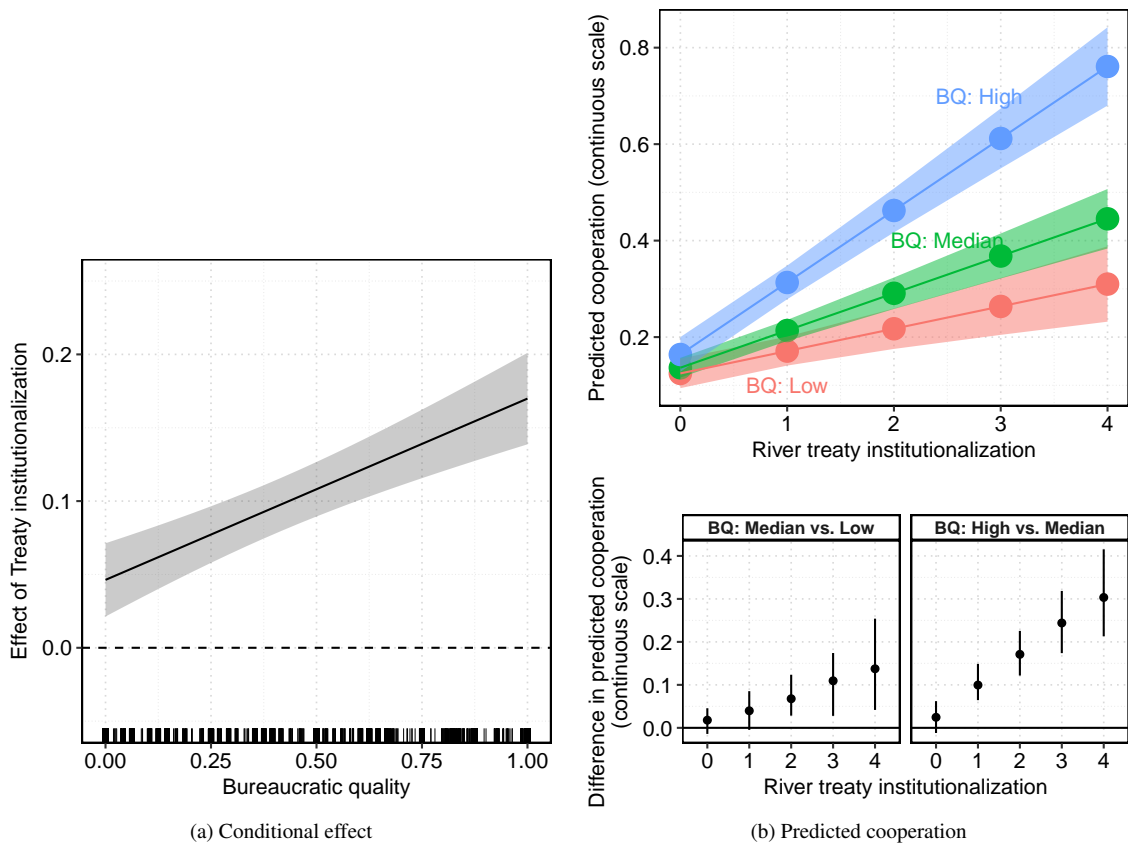 Effect of Treaty institutionalization
0.2
0.1
0.0
0.00 0.25 0.50 0.75 1.00
Bureaucratic quality
(a) Conditional effect
Predicted cooperation (continuous scale)
0.8
0.6
0.4
0.2
BQ: High
BQ: Median
BQ: Low
0 1 2 3 4
River treaty institutionalization
Difference in predicted cooperation
(continuous scale)
BQ: Median vs. Low BQ: High vs. Median
0.4
0.3
0.2
0.1
0.0
0 1 2 3 4 0 1 2 3 4
River treaty institutionalization
(b) Predicted cooperation